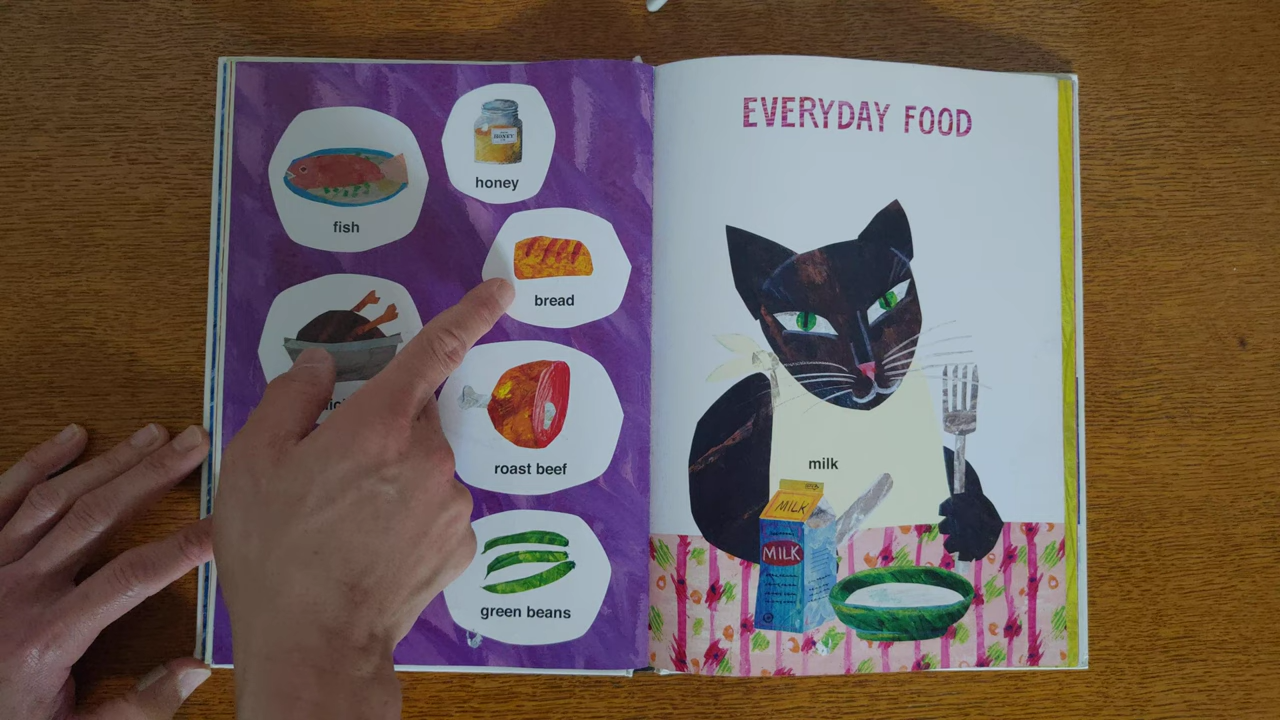 honey
fish
bread
roast beef
green beans
EVERYDAY FOOD
milk
MILK
MILK
HONEY